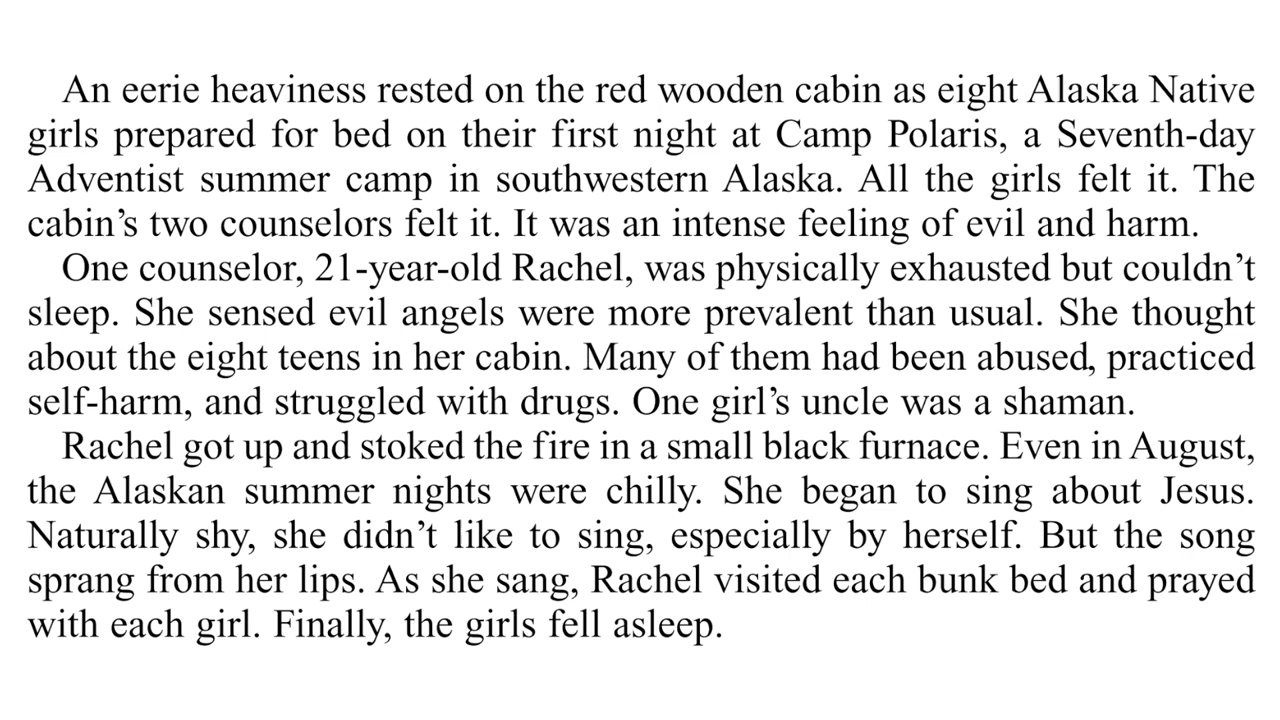 An eerie heaviness rested on the red wooden cabin as eight Alaska Native
girls prepared for bed on their first night at Camp Polaris, a Seventh-day
Adventist summer camp in southwestern Alaska. All the girls felt it. The
cabin’s two counselors felt it. It was an intense feeling of evil and harm.
One counselor, 21-year-old Rachel, was physically exhausted but couldn’t
sleep. She sensed evil angels were more prevalent than usual. She thought
about the eight teens in her cabin. Many of them had been abused, practiced
self-harm, and struggled with drugs. One girl’s uncle was a shaman.
Rachel got up and stoked the fire in a small black furnace. Even in August,
the Alaskan summer nights were chilly. She began to sing about Jesus.
Naturally shy, she didn’t like to sing, especially by herself. But the song
sprang from her lips. As she sang, Rachel visited each bunk bed and prayed
with each girl. Finally, the girls fell asleep.